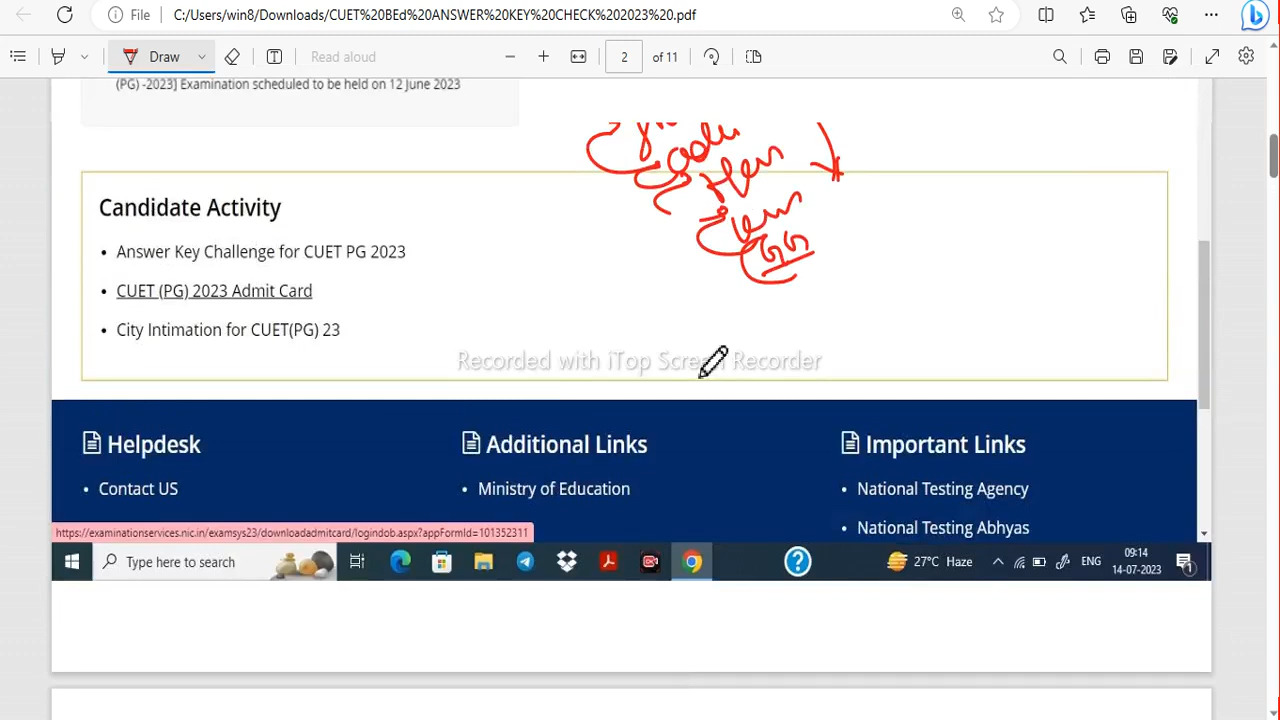 File
C:/Users/win8/Downloads/CUET%20BEd%20ANSWER%20KEY%20CHECK%202023%20.pdf
Draw
Read aloud
2
of 11
(PG) -2023] Examination scheduled to be held on 12 June 2023
Candidate Activity
• Answer Key Challenge for CUET PG 2023
• CUET (PG) 2023 Admit Card
• City Intimation for CUET(PG) 23
Recorded with iTop Screen Recorder
Helpdesk
Additional Links
Important Links
• Contact US
• Ministry of Education
• National Testing Agency
• National Testing Abhyas
https://examinationservices.nic.in/examsys23/downloadadmitcard/logindob.aspx?appFormId=101352311
Type here to search
27°C Haze
ENG
09:14
14-07-2023
1